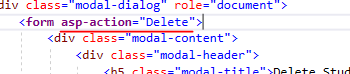 div class="modal-dialog" role="document">
<form asp-action="Delete">
<div class="modal-content">
<div class="modal-header">
<h5 class="modal-title">Delete Stud